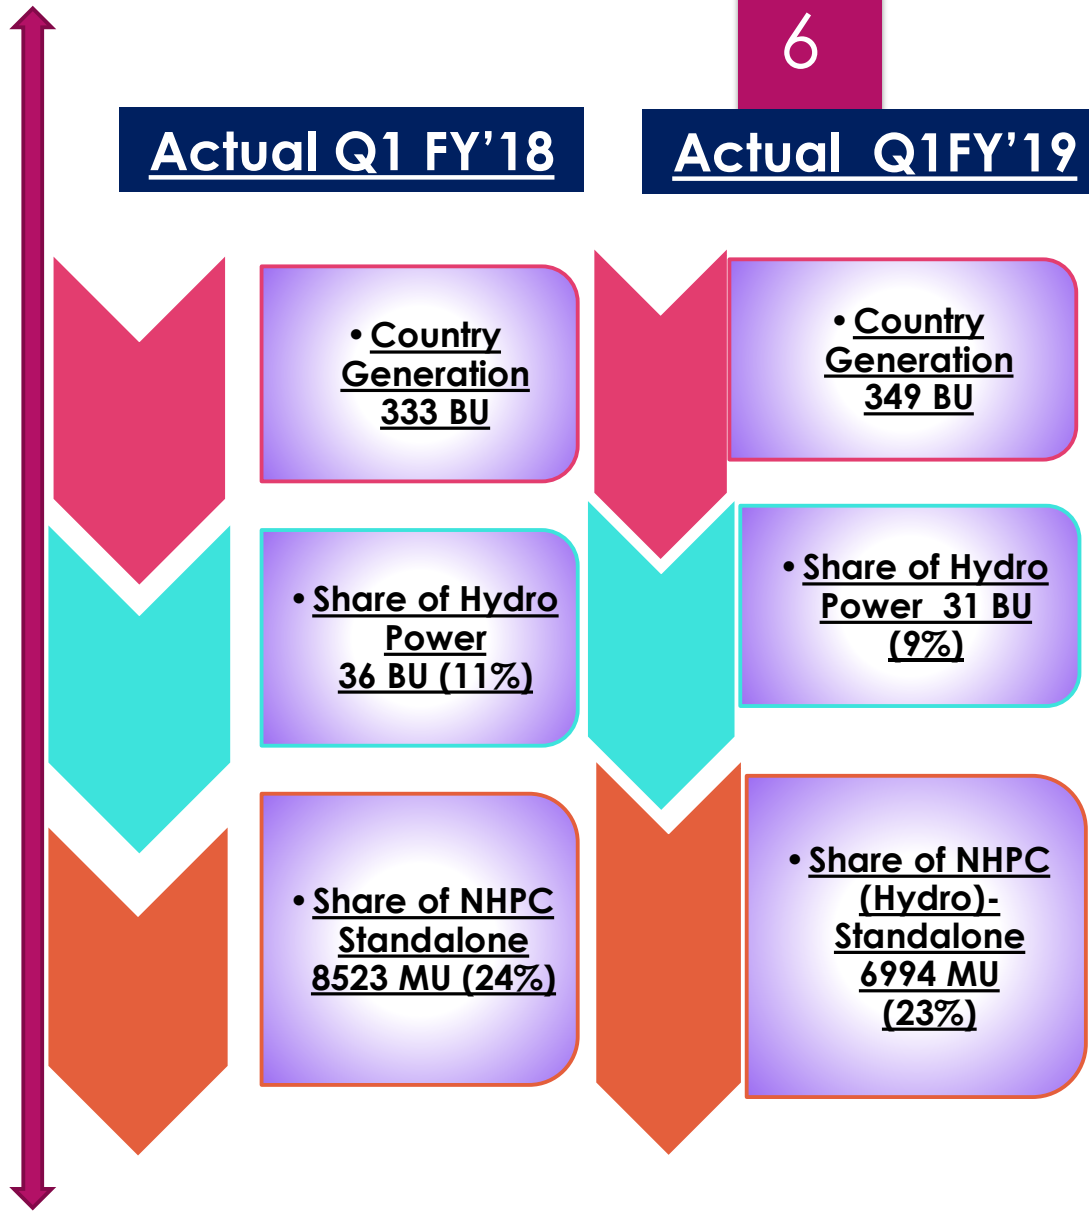 6
Actual Q1 FY’18
Actual Q1FY’19
• Country
Generation
333 BU
• Share of Hydro
Power
36 BU (11%)
• Share of NHPC
Standalone
8523 MU (24%)
• Country
Generation
349 BU
• Share of Hydro
Power 31 BU
(9%)
• Share of NHPC
(Hydro)-
Standalone
6994 MU
(23%)